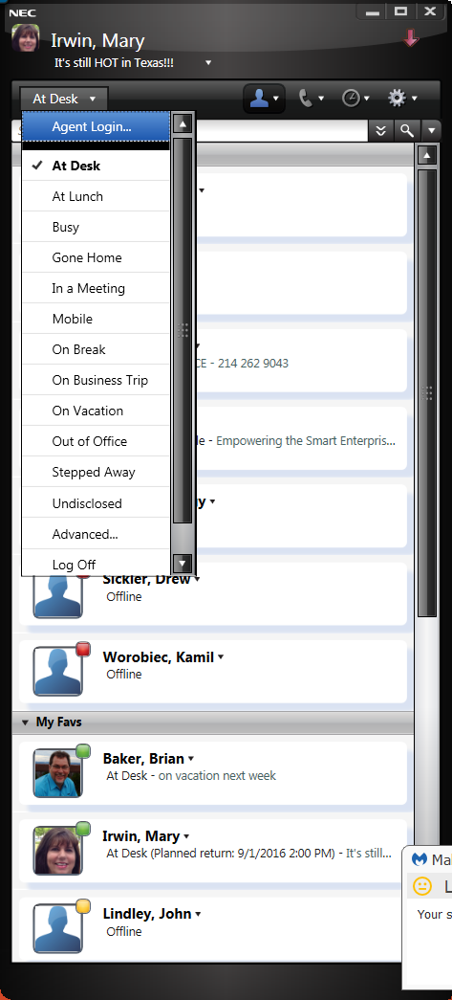 NEC
Irwin, Mary
It's still HOT in Texas!!!
At Desk
Agent Login...
At Desk
At Lunch
Busy
Gone Home
In a Meeting
Mobile
On Break
On Business Trip
On Vacation
Out of Office
Stepped Away
Undisclosed
Advanced...
Log Off
CE - 214 262 9043
- Empowering the Smart Enterpris...
Sickler, Drew
Offline
Worobiec, Kamil
Offline
My Favs
Baker, Brian
At Desk - on vacation next week
Irwin, Mary
At Desk (Planned return: 9/1/2016 2:00 PM) - It's still...
Lindley, John
Offline
Your s